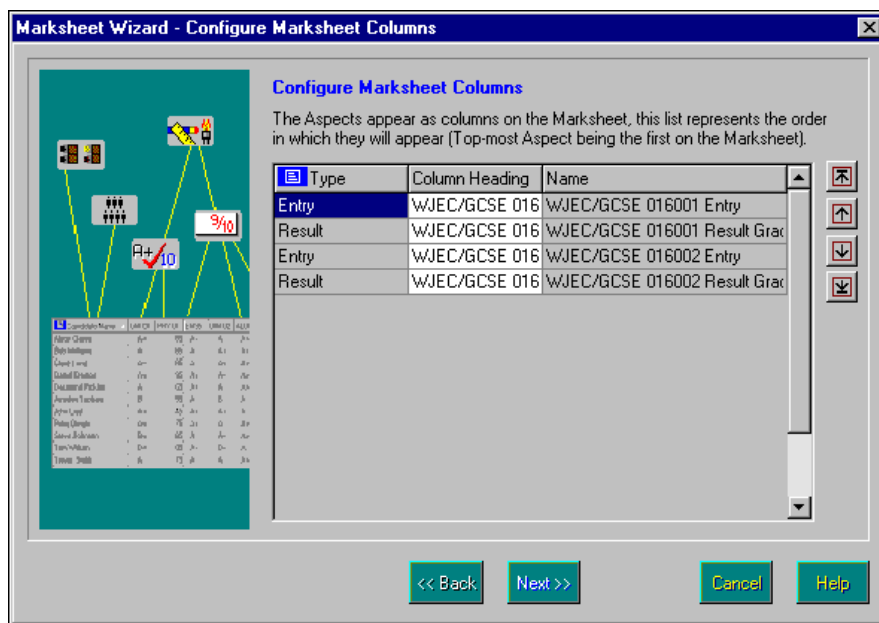 Marksheet Wizard - Configure Marksheet Columns
Configure Marksheet Columns
The Aspects appear as columns on the Marksheet, this list represents the order
in which they will appear (Top-most Aspect being the first on the Marksheet).
Type Column Heading Name
Entry WJEC/GCSE 016 WJEC/GCSE 016001 Entry
Result WJEC/GCSE 016 WJEC/GCSE 016001 Result Grad
Entry WJEC/GCSE 016 WJEC/GCSE 016002 Entry
Result WJEC/GCSE 016 WJEC/GCSE 016002 Result Grad
9/10
A+ 10
Candidate Name
<< Back Next >> Cancel Help